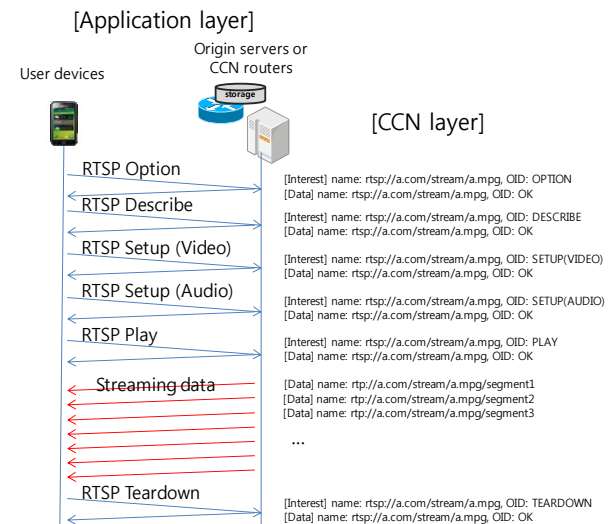 [Application layer]
Origin servers or
CCN routers
User devices
storage
[CCN layer]
RTSP Option
[Interest] name: rtsp://a.com/stream/a.mpg, OID: OPTION
[Data] name: rtsp://a.com/stream/a.mpg, OID: OK
RTSP Describe
[Interest] name: rtsp://a.com/stream/a.mpg, OID: DESCRIBE
[Data] name: rtsp://a.com/stream/a.mpg, OID: OK
RTSP Setup (Video)
[Interest] name: rtsp://a.com/stream/a.mpg, OID: SETUP(VIDEO)
[Data] name: rtsp://a.com/stream/a.mpg, OID: OK
RTSP Setup (Audio)
[Interest] name: rtsp://a.com/stream/a.mpg, OID: SETUP(AUDIO)
[Data] name: rtsp://a.com/stream/a.mpg, OID: OK
RTSP Play
[Interest] name: rtsp://a.com/stream/a.mpg, OID: PLAY
[Data] name: rtsp://a.com/stream/a.mpg, OID: OK
Streaming data
[Data] name: rtp://a.com/stream/a.mpg/segment1
[Data] name: rtp://a.com/stream/a.mpg/segment2
[Data] name: rtp://a.com/stream/a.mpg/segment3
...
RTSP Teardown
[Interest] name: rtsp://a.com/stream/a.mpg, OID: TEARDOWN
[Data] name: rtsp://a.com/stream/a.mpg, OID: OK